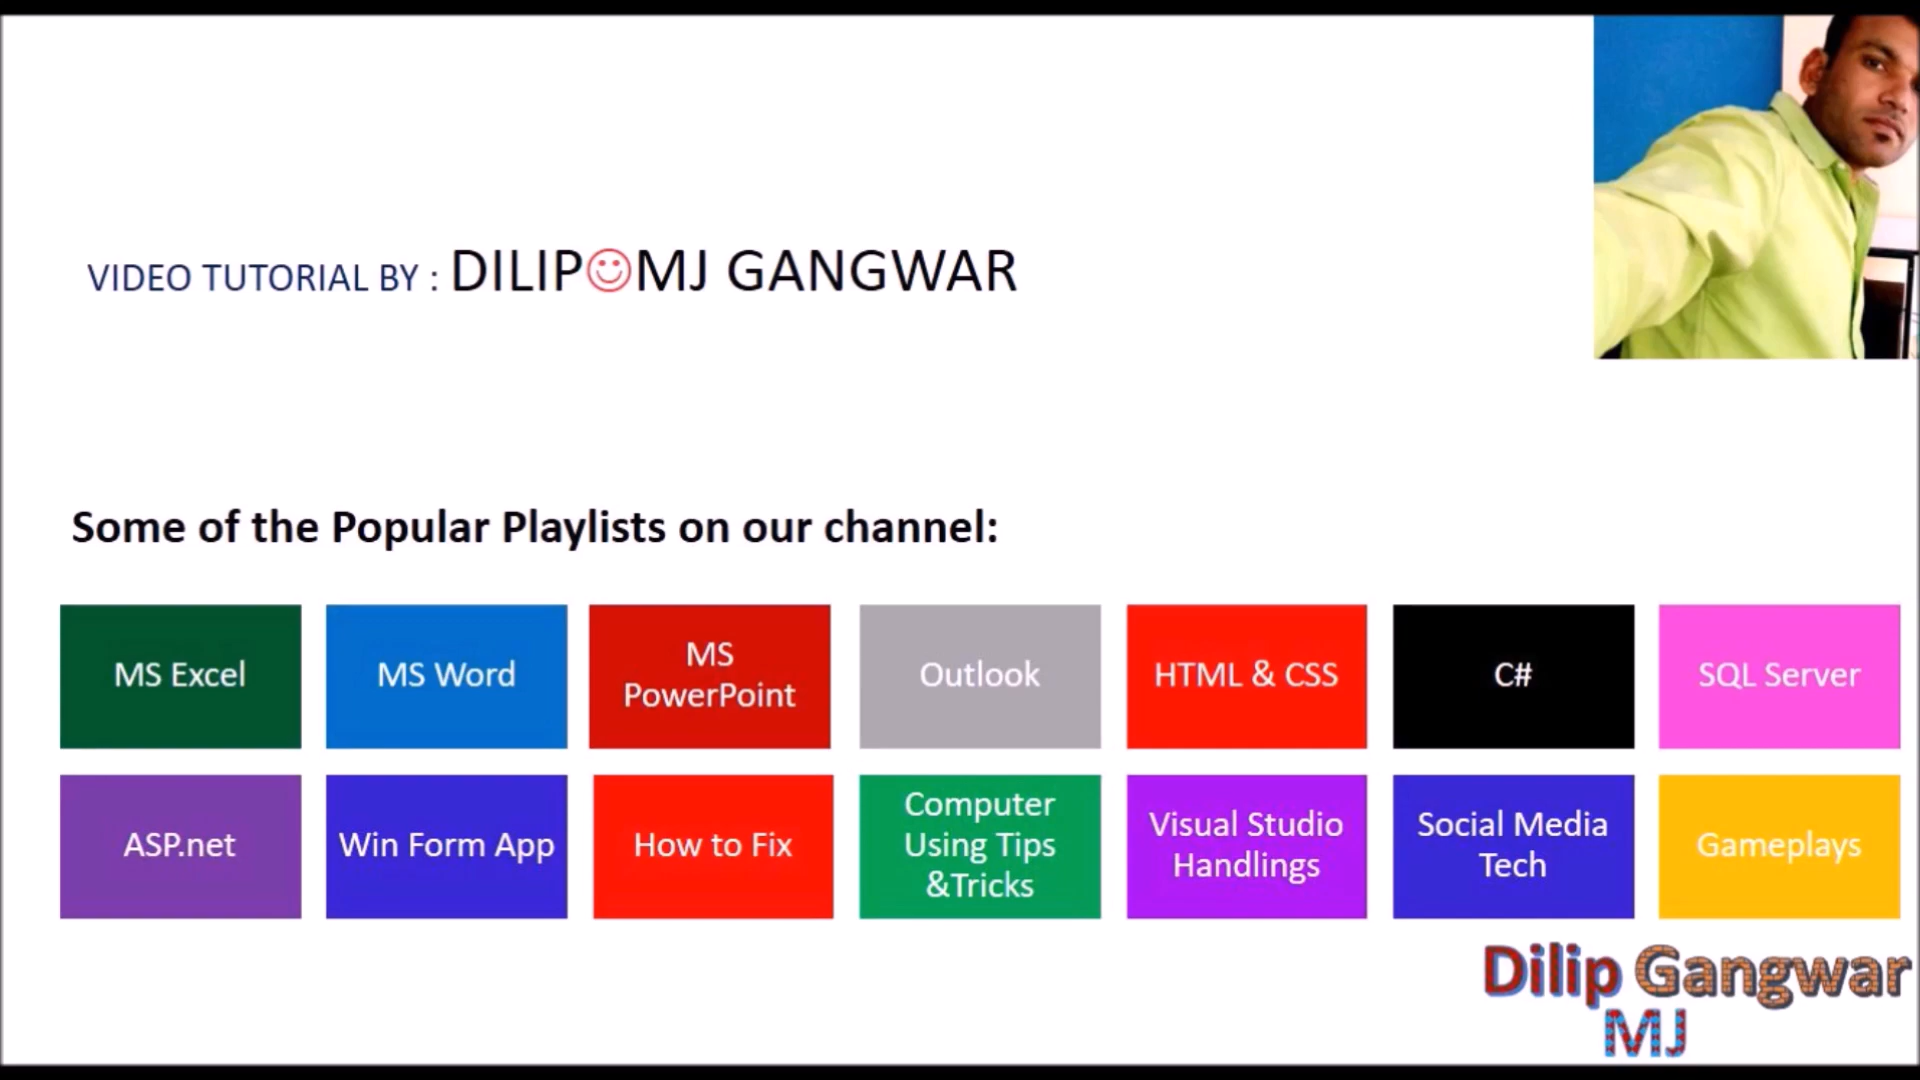 VIDEO TUTORIAL BY : DILIP☺MJ GANGWAR
Some of the Popular Playlists on our channel:
MS Excel
MS Word
MS
PowerPoint
Outlook
HTML & CSS
C#
SQL Server
ASP.net
Win Form App
How to Fix
Computer
Using Tips
&Tricks
Visual Studio
Handlings
Social Media
Tech
Gameplays
Dilip Gangwar
MJ